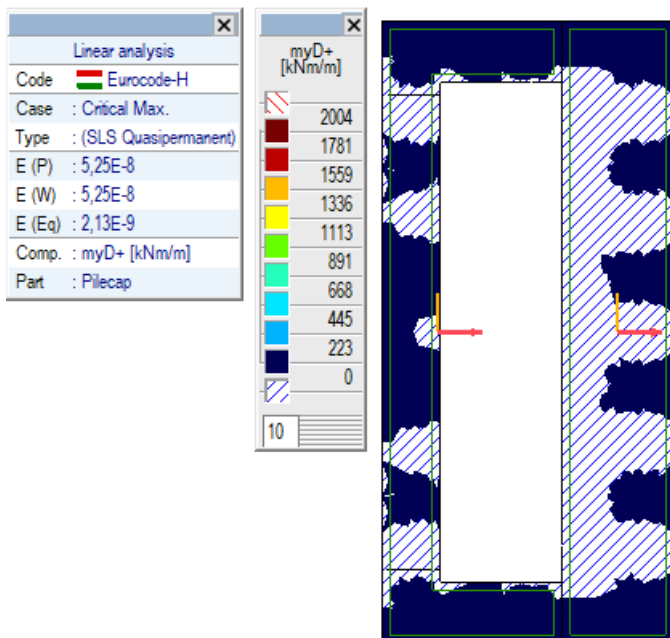 Linear analysis
Code Eurocode-H
Case : Critical Max.
Type : (SLS Quasipermanent)
E (P) : 5,25E-8
E (W) : 5,25E-8
E (Eq) : 2,13E-9
Comp. : myD+ [kNm/m]
Part : Pilecap
myD+
[kNm/m]
2004
1781
1559
1336
1113
891
668
445
223
0
10